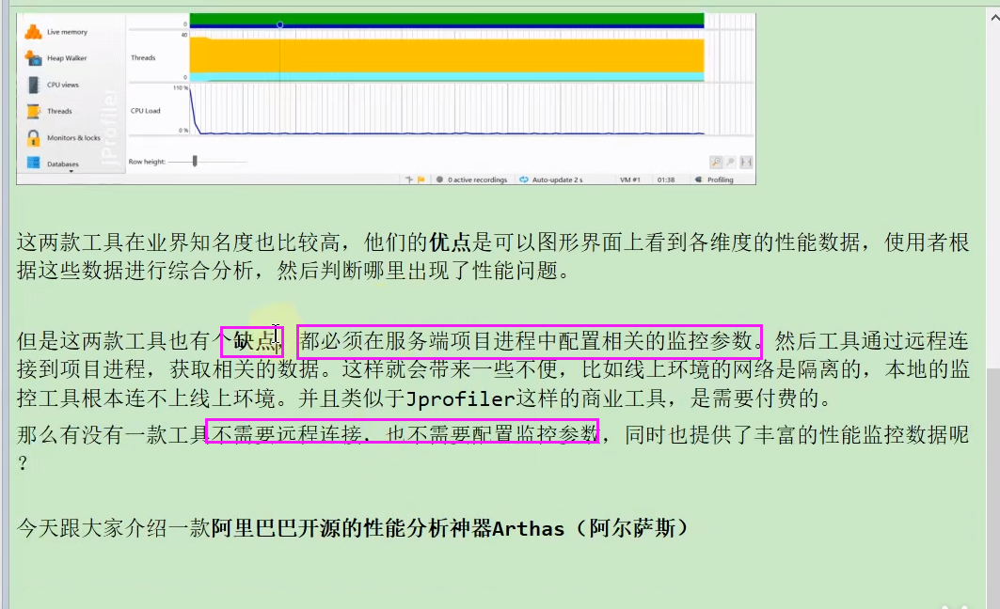 Live memory
Heap Walker
CPU views
Threads
Monitors & locks
Databases
JProfiler
0
40
Threads
0
110 %
CPU Load
0 %
Row height:
0 active recordings
Auto-update 2 s
VM #1
01:38
Profiling
这两款工具在业界知名度也比较高，他们的优点是可以图形界面上看到各维度的性能数据，使用者根
据这些数据进行综合分析，然后判断哪里出现了性能问题。
但是这两款工具也有个缺点，都必须在服务端项目进程中配置相关的监控参数。然后工具通过远程连
接到项目进程，获取相关的数据。这样就会带来一些不便，比如线上环境的网络是隔离的，本地的监
控工具根本连不上线上环境。并且类似于Jprofiler这样的商业工具，是需要付费的。
那么有没有一款工具不需要远程连接，也不需要配置监控参数，同时也提供了丰富的性能监控数据呢
？
今天跟大家介绍一款阿里巴巴开源的性能分析神器Arthas（阿尔萨斯）